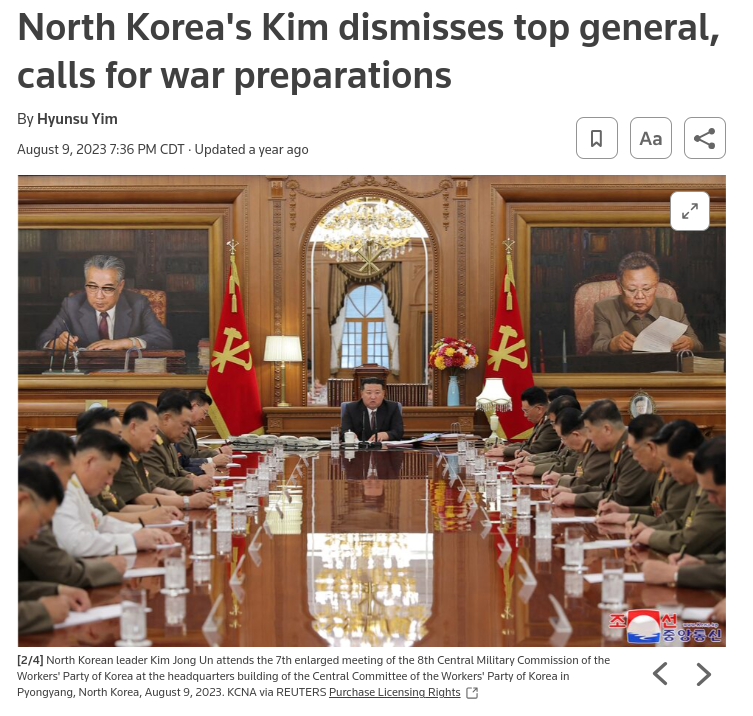 North Korea's Kim dismisses top general,
calls for war preparations
By Hyunsu Yim
August 9, 2023 7:36 PM CDT · Updated a year ago
Aa
조선
www.kcna.kp
중앙통신
[2/4] North Korean leader Kim Jong Un attends the 7th enlarged meeting of the 8th Central Military Commission of the
Workers' Party of Korea at the headquarters building of the Central Committee of the Workers' Party of Korea in
Pyongyang, North Korea, August 9, 2023. KCNA via REUTERS Purchase Licensing Rights